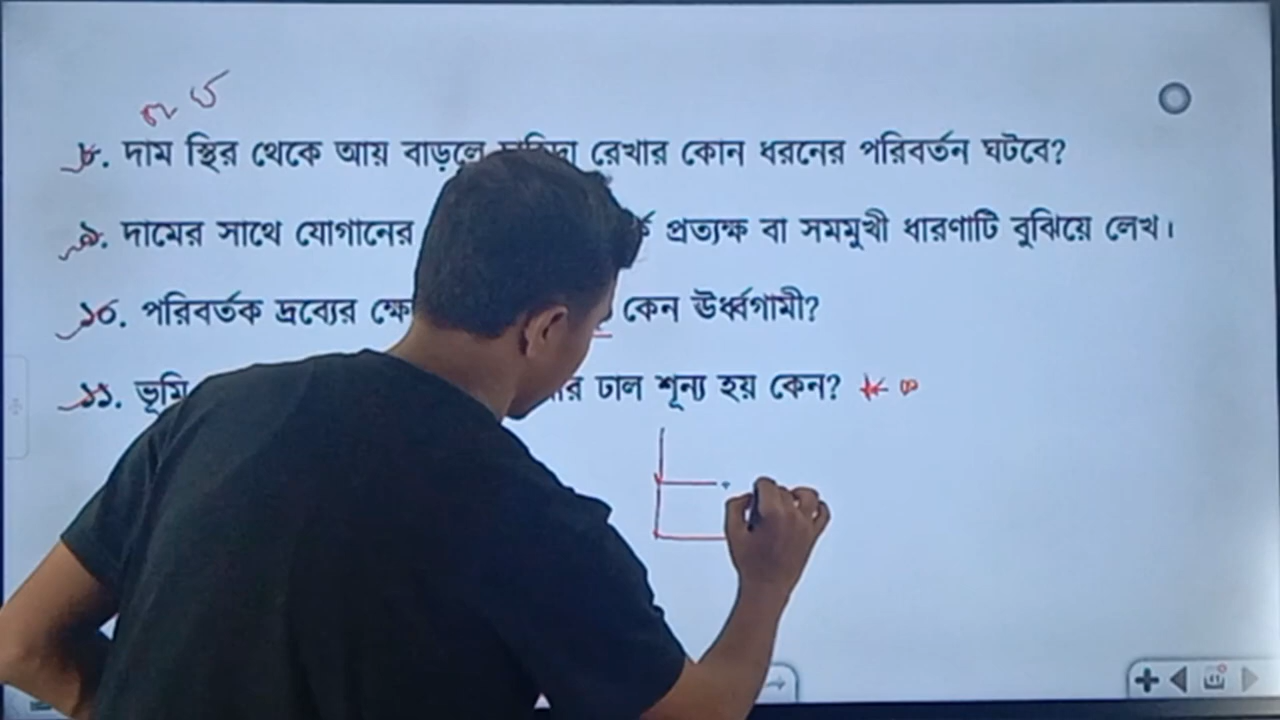 ৮. দাম স্থির থেকে আয় বাড়লে রেখার কোন ধরনের পরিবর্তন ঘটবে?
৯. দামের সাথে যোগানের প্রত্যক্ষ বা সমমুখী ধারণাটি বুঝিয়ে লেখ।
১০. পরিবর্তক দ্রব্যের কেন ঊর্ধ্বগামী?
১১. ভূমি ঢাল শূন্য হয় কেন?